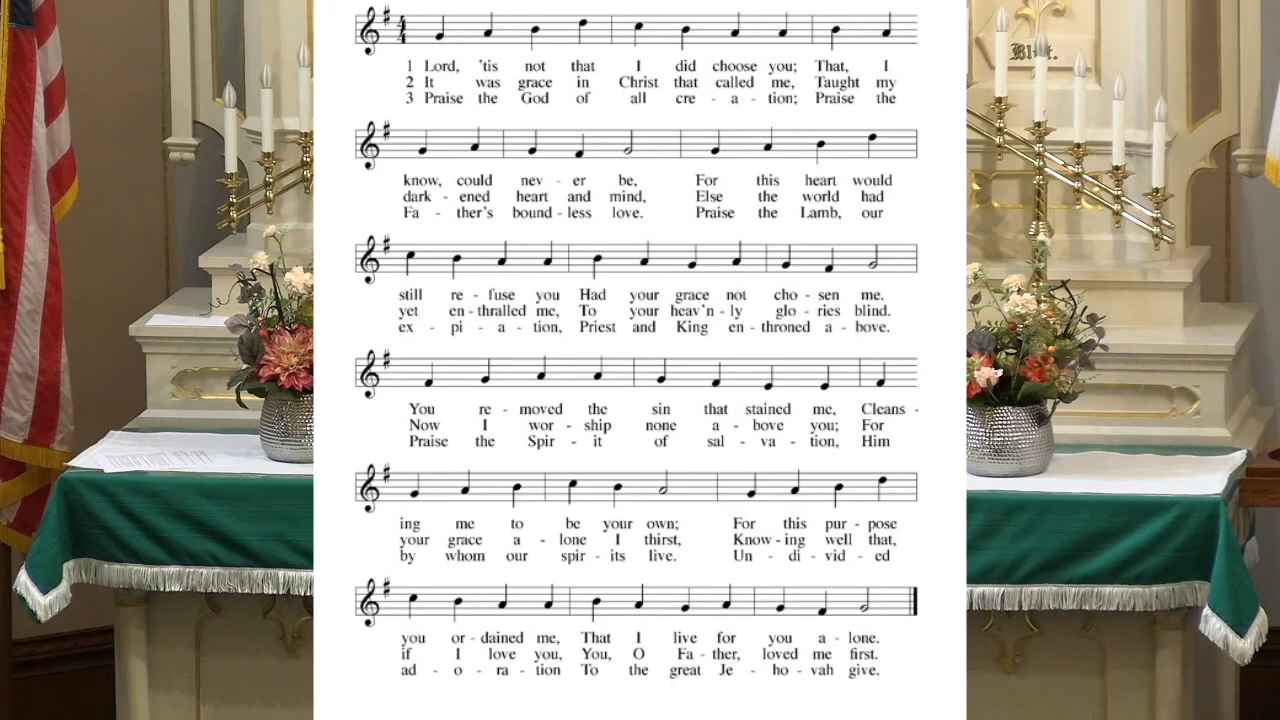 1 Lord, 'tis not that I did choose you; That, I
2 It was grace in Christ that called me, Taught my
3 Praise the God of all cre - a - tion; Praise the
know, could nev - er be, For this heart would
dark - ened heart and mind, Else the world had
Fa - ther's bound - less love. Praise the Lamb, our
still re - fuse you Had your grace not cho - sen me.
yet en - thralled me, To your heav'n - ly glo - ries blind.
ex - pi - a - tion, Priest and King en - throned a - bove.
You re - moved the sin that stained me, Cleans -
Now I wor - ship none a - bove you; For
Praise the Spir - it of sal - va - tion, Him
ing me to be your own; For this pur - pose
your grace a - lone I thirst, Know - ing well that,
by whom our spir - its live. Un - di - vid - ed
you or - dained me, That I live for you a - lone.
if I love you, You, O Fa - ther, loved me first.
ad - o - ra - tion To the great Je - ho - vah give.